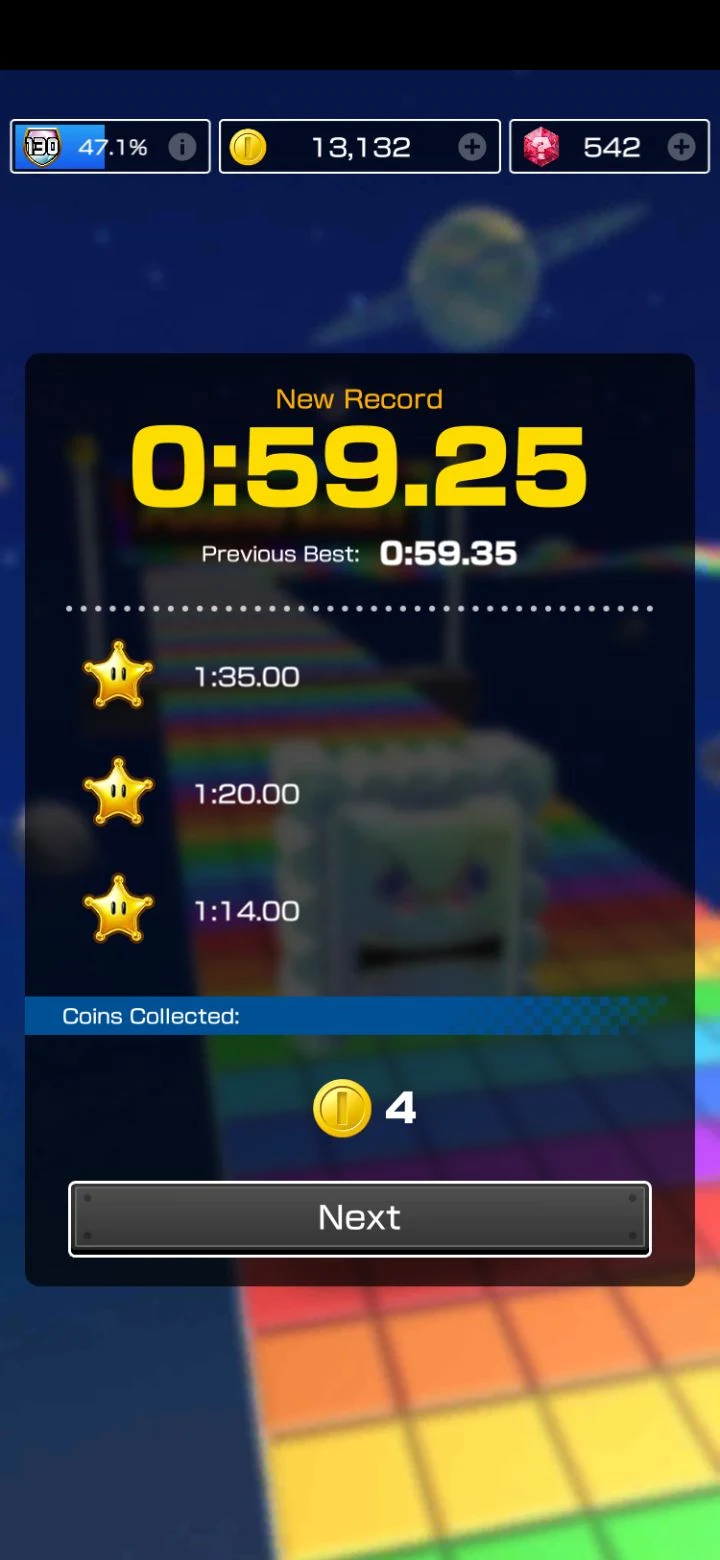 130 47.1% i 13,132 + ? 542 +
New Record
0:59.25
Previous Best: 0:59.35
1:35.00
1:20.00
1:14.00
Coins Collected:
4
Next